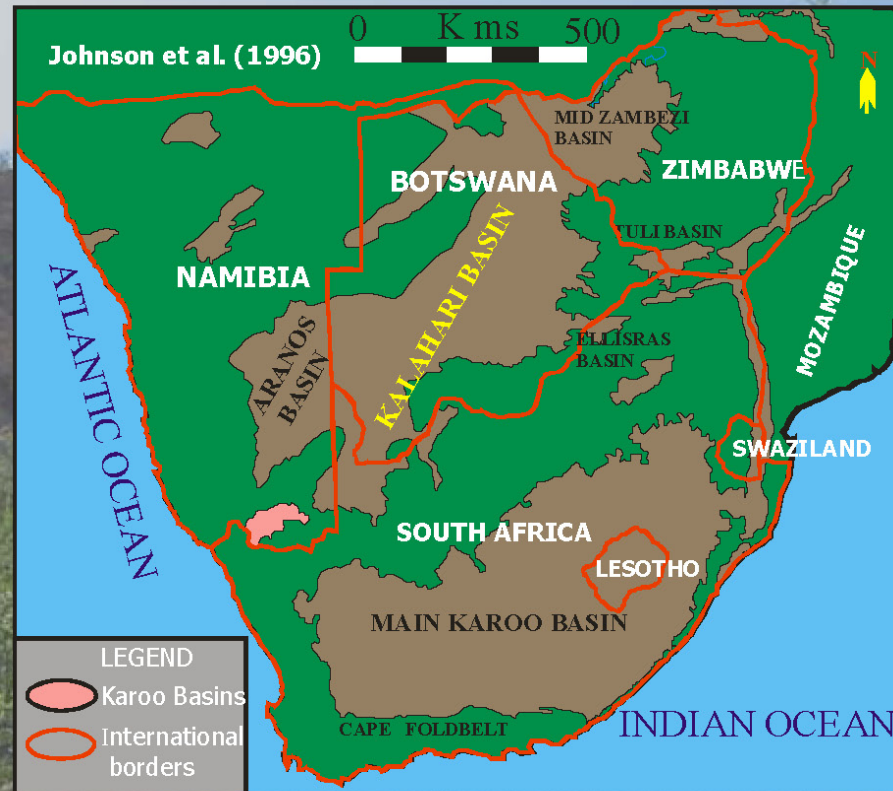 Johnson et al. (1996)
0 K ms 500
N
MID ZAMBEZI
BASIN
ZIMBABWE
BOTSWANA
TULI BASIN
NAMIBIA
KALAHARI BASIN
MOZAMBIQUE
ATLANTIC OCEAN
ARANOS
BASIN
ELLISRAS
BASIN
SWAZILAND
SOUTH AFRICA
LESOTHO
MAIN KAROO BASIN
LEGEND
Karoo Basins
International
borders
CAPE FOLDBELT
INDIAN OCEAN